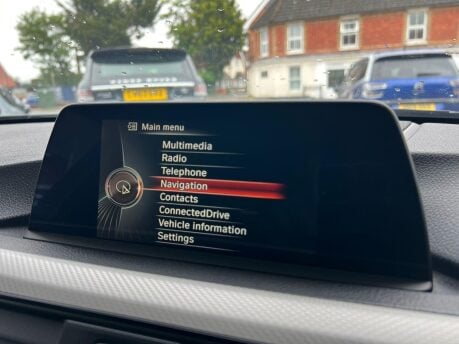 Main menu
Multimedia
Radio
Telephone
Navigation
Contacts
ConnectedDrive
Vehicle information
Settings